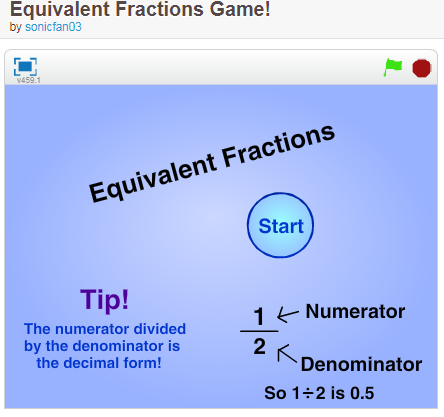 Equivalent Fractions Game!
by sonicfan03
v459.1
Equivalent Fractions
Start
Tip!
The numerator divided
by the denominator is
the decimal form!
1
Numerator
2
Denominator
So 1÷2 is 0.5